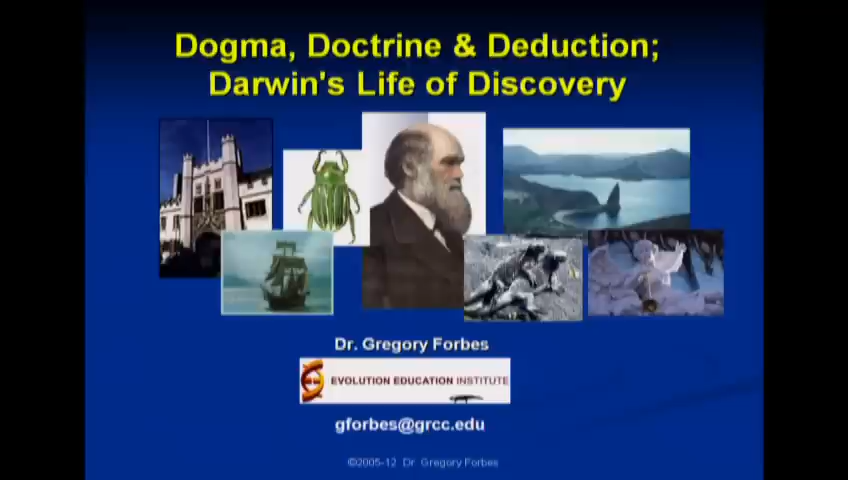 Dogma, Doctrine & Deduction;
Darwin's Life of Discovery
Dr. Gregory Forbes
EVOLUTION EDUCATION INSTITUTE
gforbes@grcc.edu
©2005-12 Dr Gregory Forbes